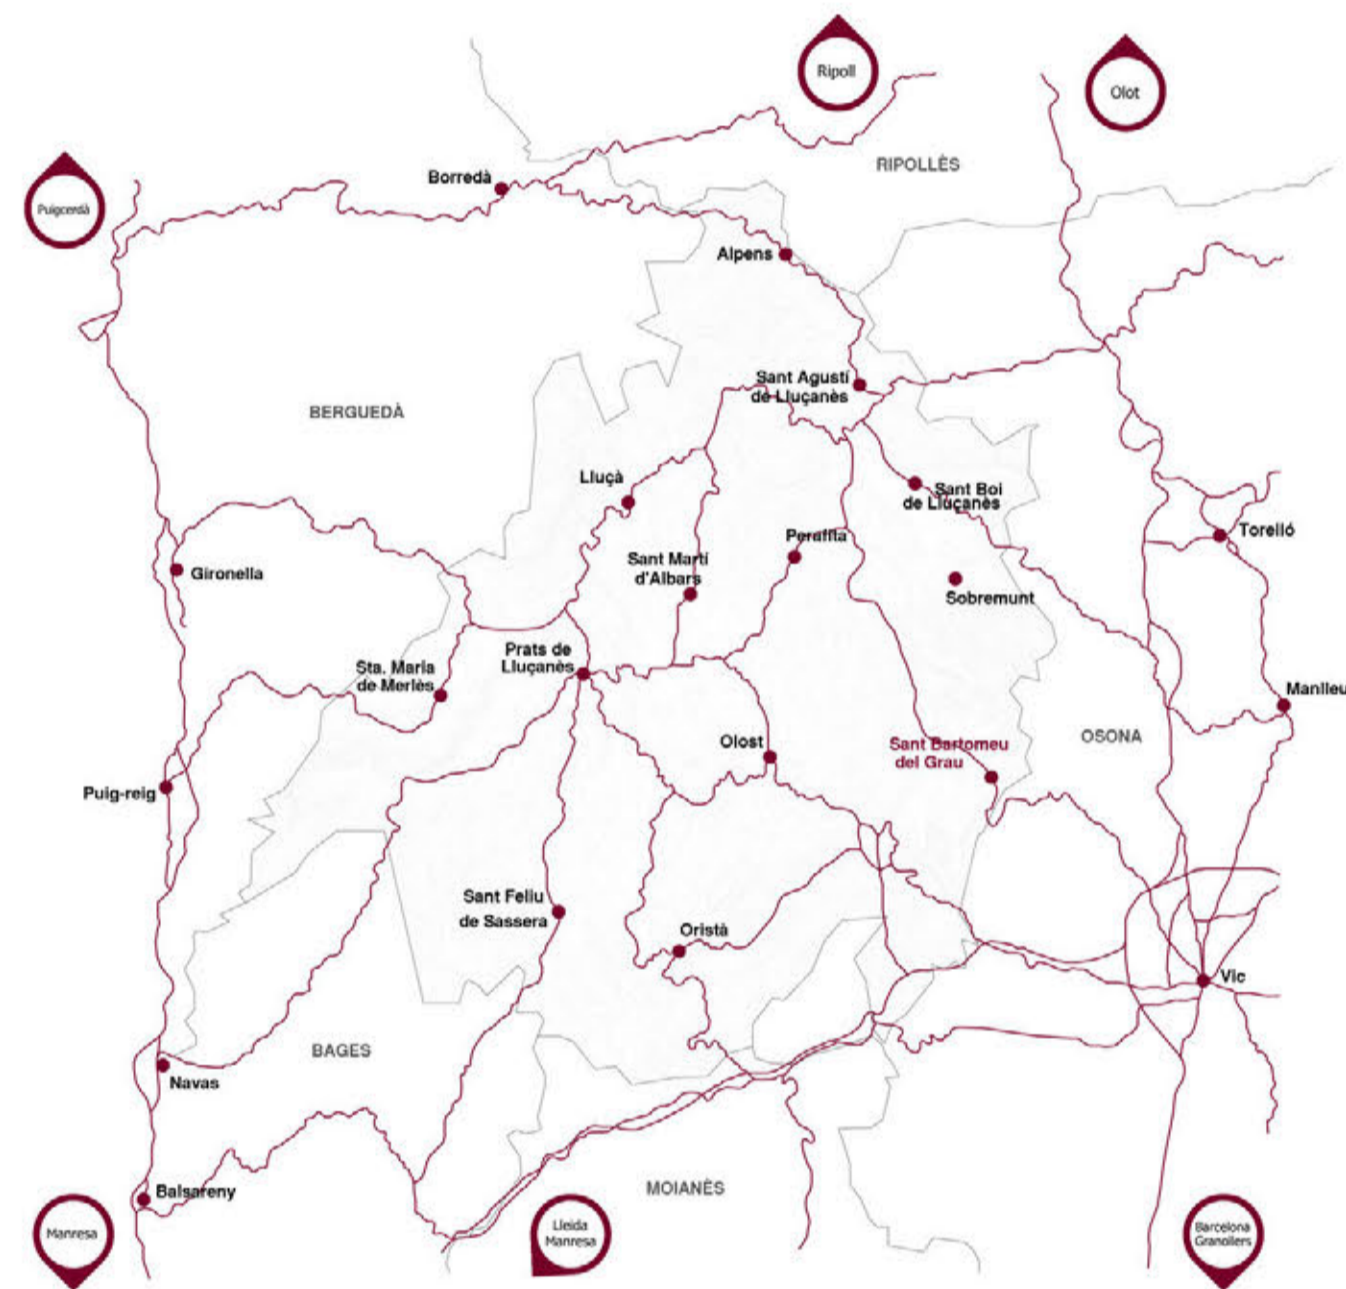 Ripoll
Olot
RIPOLLÈS
Borredà
Puigcerdà
Alpens
Sant Agustí
de Lluçanès
BERGUEDÀ
Lluçà
Sant Boi
de Lluçanès
Perafita
Torelló
Sant Martí
d'Albars
Gironella
Sobremunt
Prats de
Lluçanès
Sta. Maria
de Merlès
Manlleu
Olost
Sant Bartomeu
del Grau
OSONA
Puig-reig
Sant Feliu
de Sassera
Oristà
Vic
BAGES
Navas
MOIANÈS
Balsareny
Manresa
Lleida
Manresa
Barcelona
Granollers